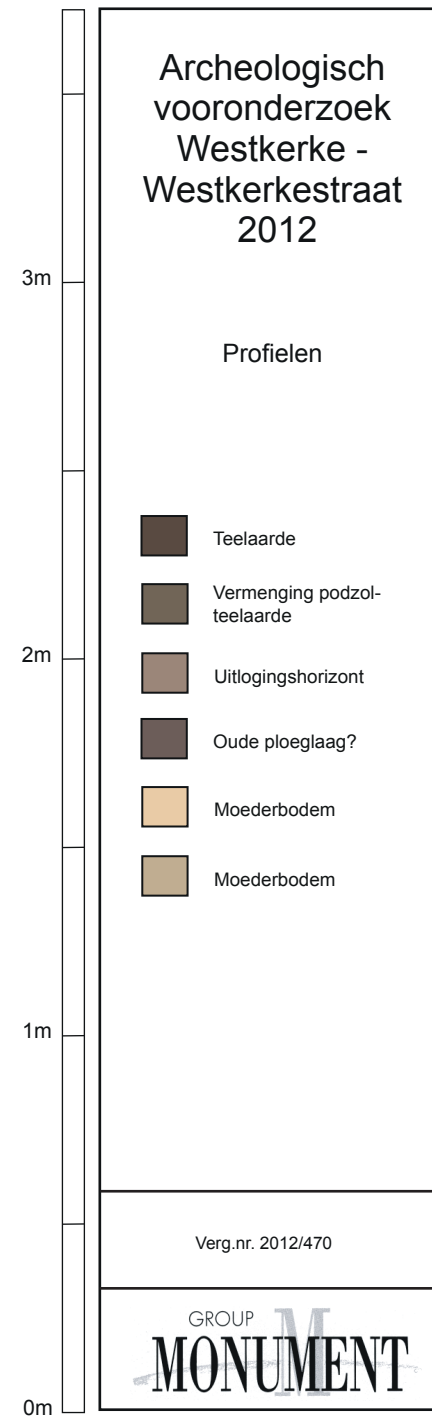 Archeologisch
vooronderzoek
Westkerke -
Westkerkestraat
2012
Profielen
Teelaarde
Vermenging podzol-
teelaarde
Uitlogingshorizont
Oude ploeglaag?
Moederbodem
Moederbodem
Verg.nr. 2012/470
GROUP
M
MONUMENT
3m
2m
1m
0m